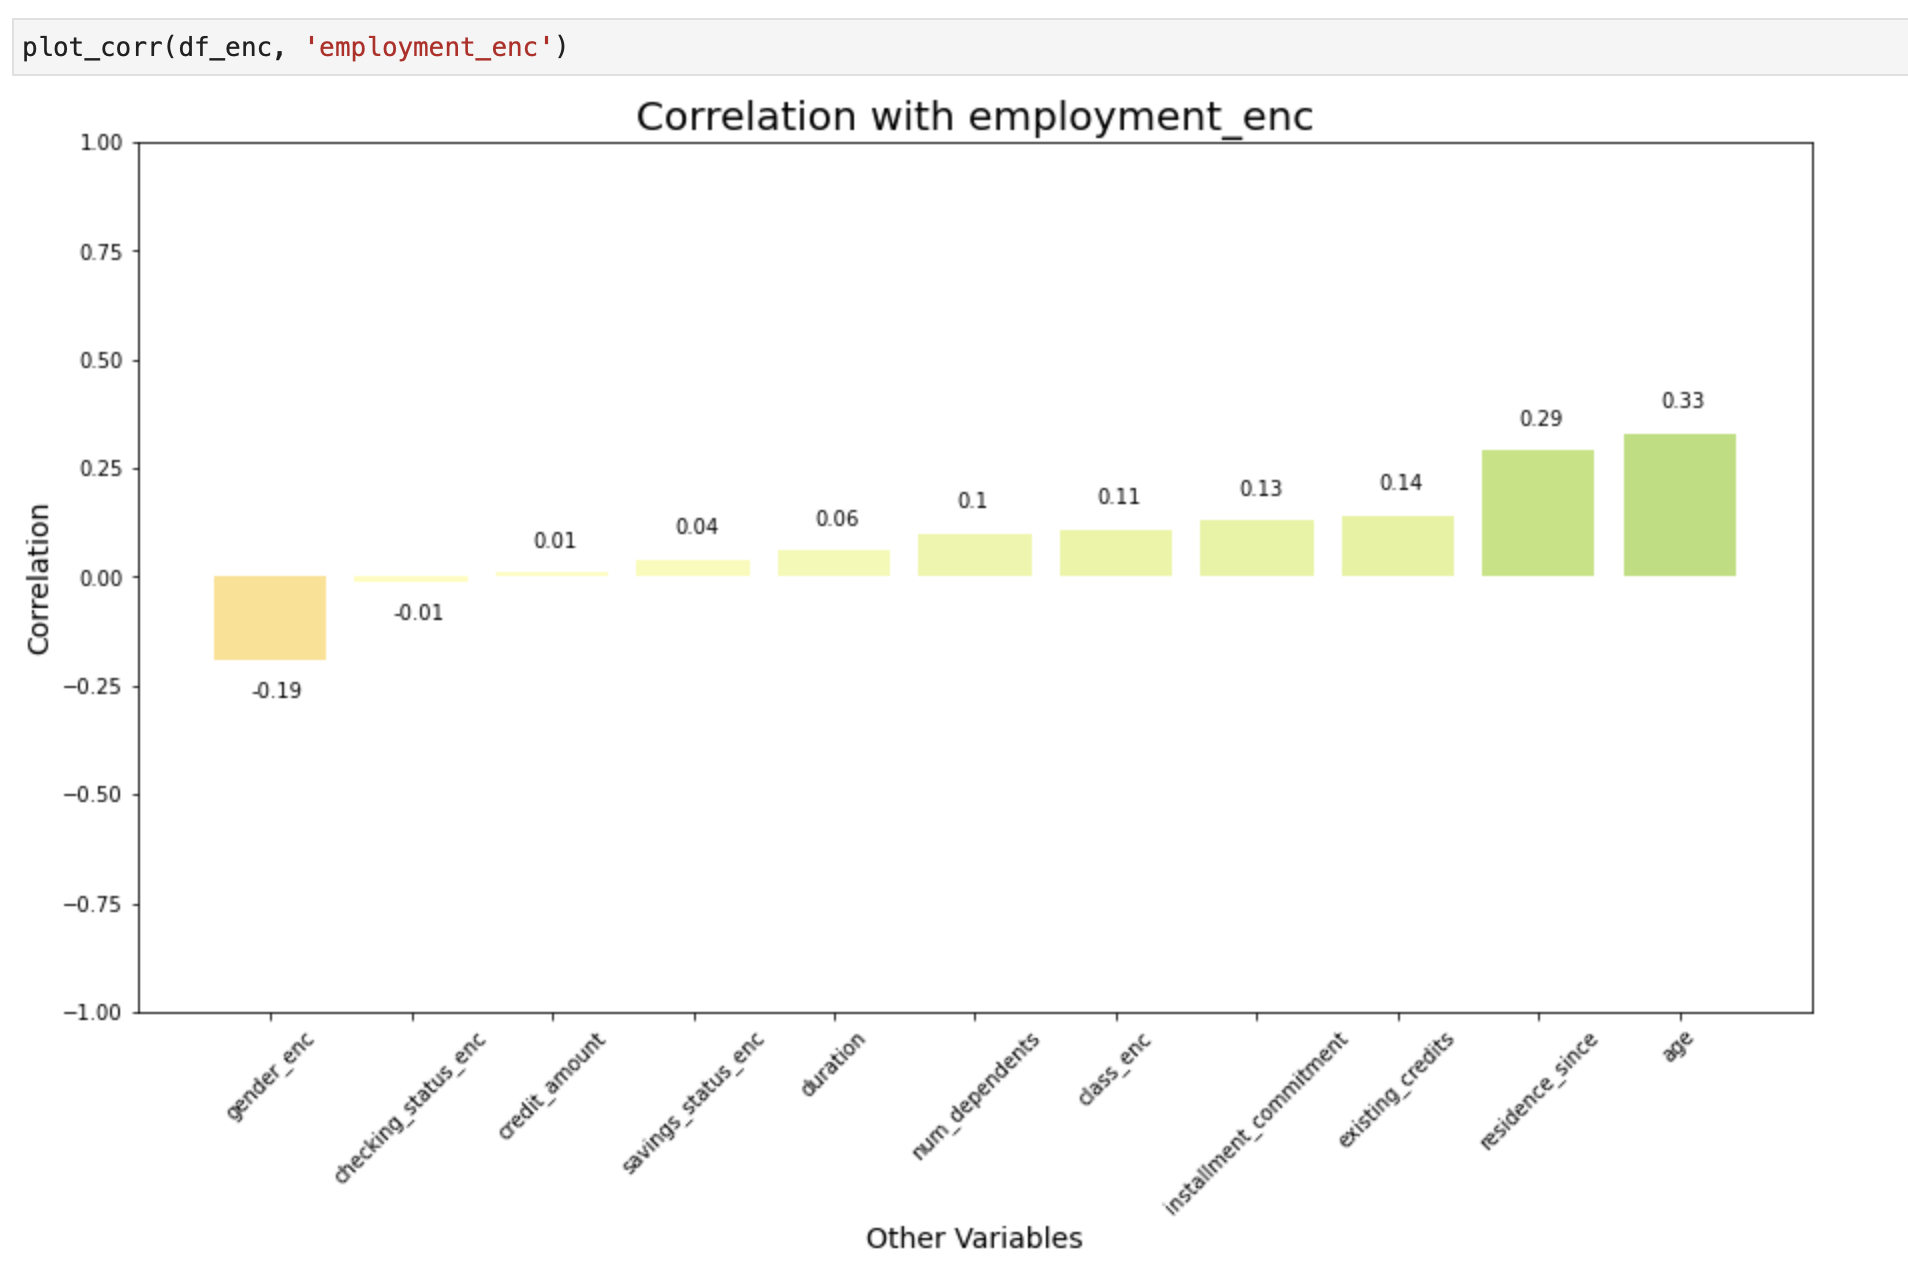 plot_corr(df_enc, 'employment_enc')
Correlation with employment_enc
1.00
0.75
0.50
0.25
0.00
−0.25
−0.50
−0.75
−1.00
Correlation
-0.19
-0.01
0.01
0.04
0.06
0.1
0.11
0.13
0.14
0.29
0.33
gender_enc
checking_status_enc
credit_amount
savings_status_enc
duration
num_dependents
class_enc
installment_commitment
existing_credits
residence_since
age
Other Variables